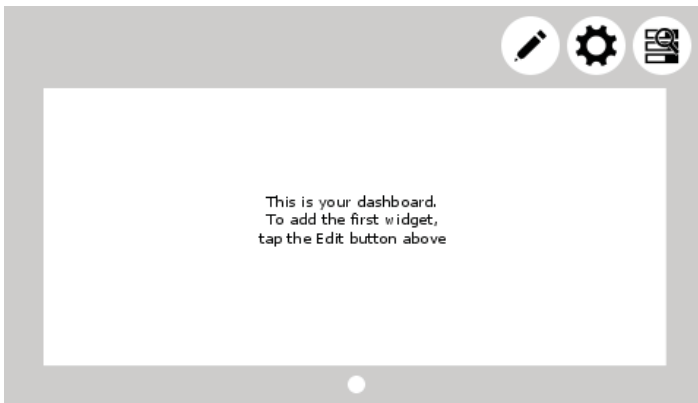 This is your dashboard.
To add the first widget,
tap the Edit button above